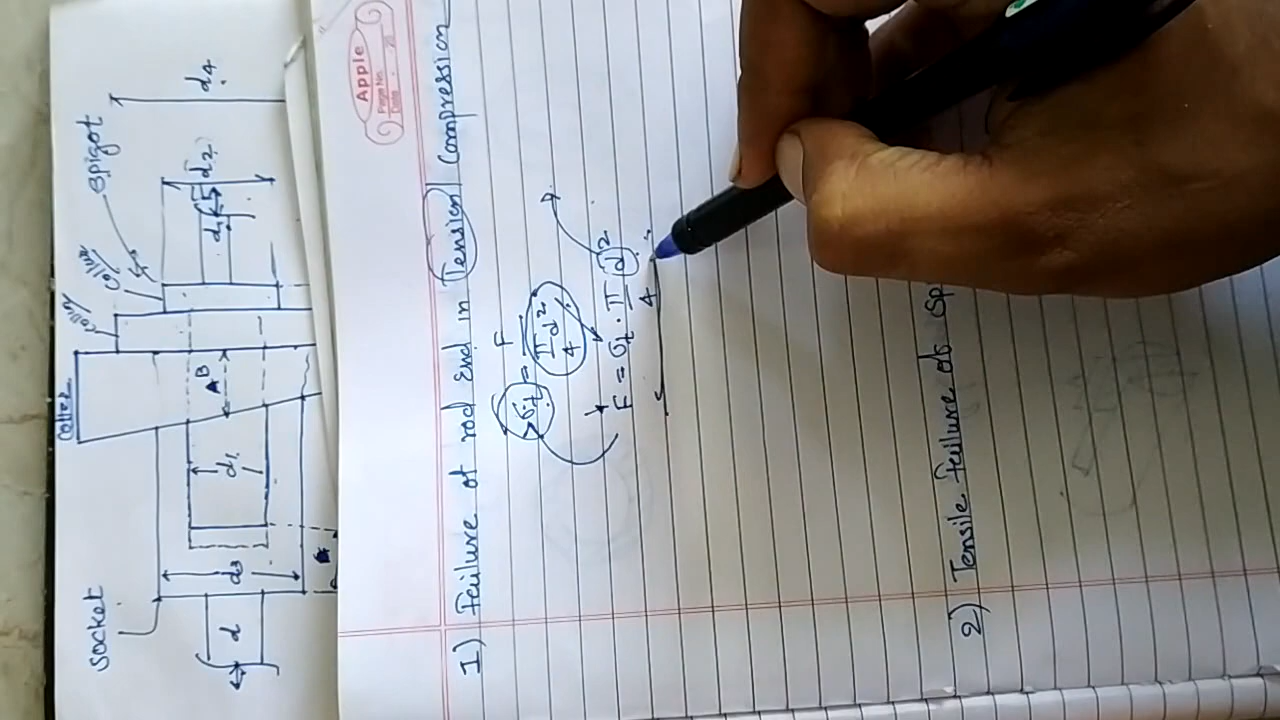 socket
spigot
cotter
collar
collar
d
d3
d1
B
d1
d2
d4
Apple
Page No.
Date
1) Failure of rod End in Tension / Compression
σt = F
π d²
4
F = σt · π d²
4
2) Tensile failure of Sp